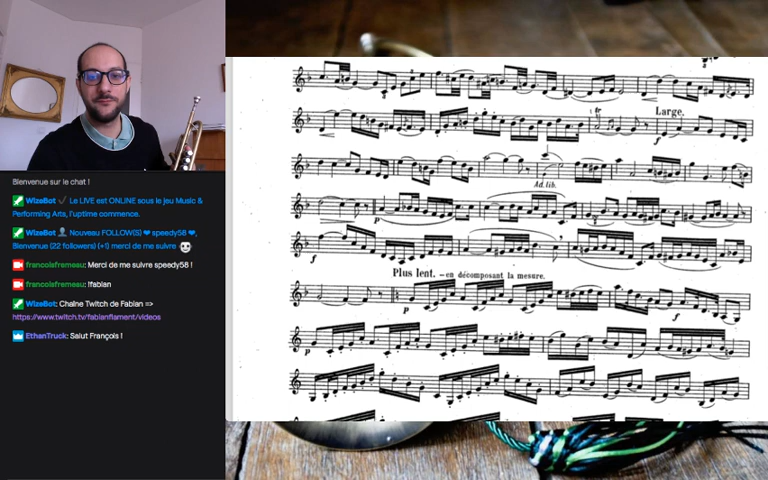 Bienvenue sur le chat !
WizeBot ✔ Le LIVE est ONLINE sous le jeu Music &
Performing Arts, l'uptime commence.
WizeBot 👤 Nouveau FOLLOW(S) ❤ speedy58 ❤,
Bienvenue (22 followers) (+1) merci de me suivre
francoisfremeau: Merci de me suivre speedy58 !
francoisfremeau: !fabian
WizeBot: Chaîne Twitch de Fabian =>
https://www.twitch.tv/fabianflament/videos
EthanTruck: Salut François !
tr
Large.
f
Ad lib.
p
f
Plus lent. – en décomposant la mesure.
p
f
p